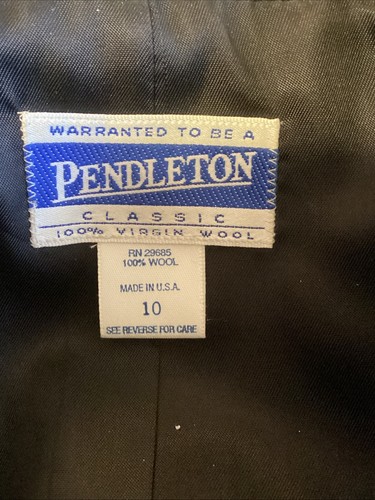 WARRANTED TO BE A
PENDLETON
CLASSIC
100% VIRGIN WOOL
RN 29685
100% WOOL
MADE IN U.S.A.
10
SEE REVERSE FOR CARE